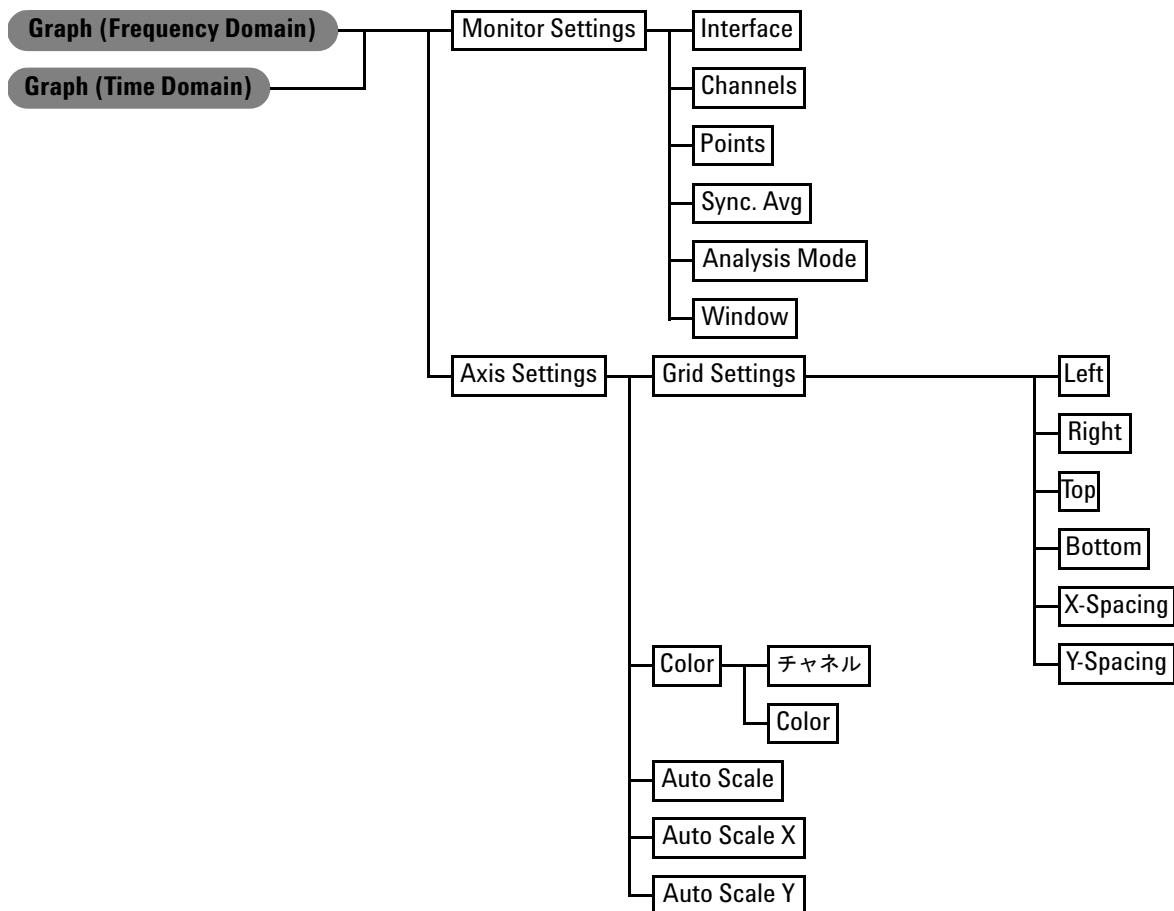 Graph (Frequency Domain)
Monitor Settings
Interface
Graph (Time Domain)
Channels
Points
Sync. Avg
Analysis Mode
Window
Axis Settings
Grid Settings
Left
Right
Top
Bottom
X-Spacing
Color
チャネル
Y-Spacing
Color
Auto Scale
Auto Scale X
Auto Scale Y